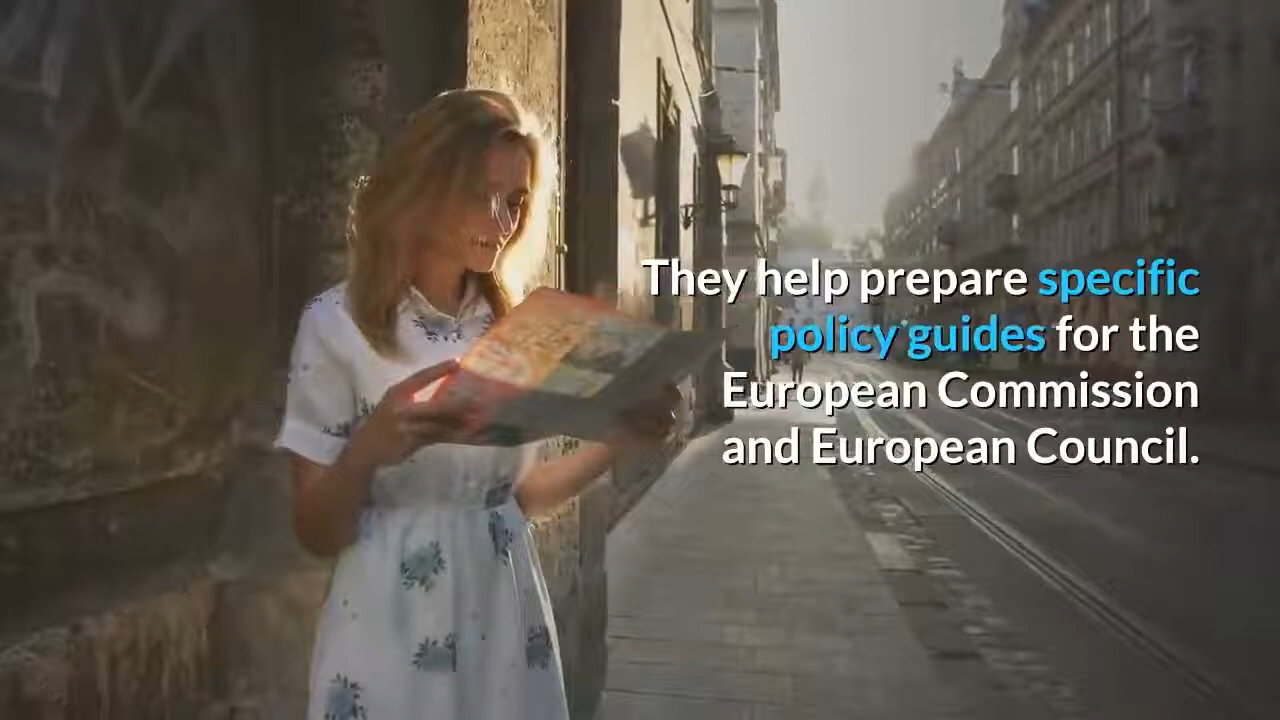 They help prepare specific
policy guides for the
European Commission
and European Council.